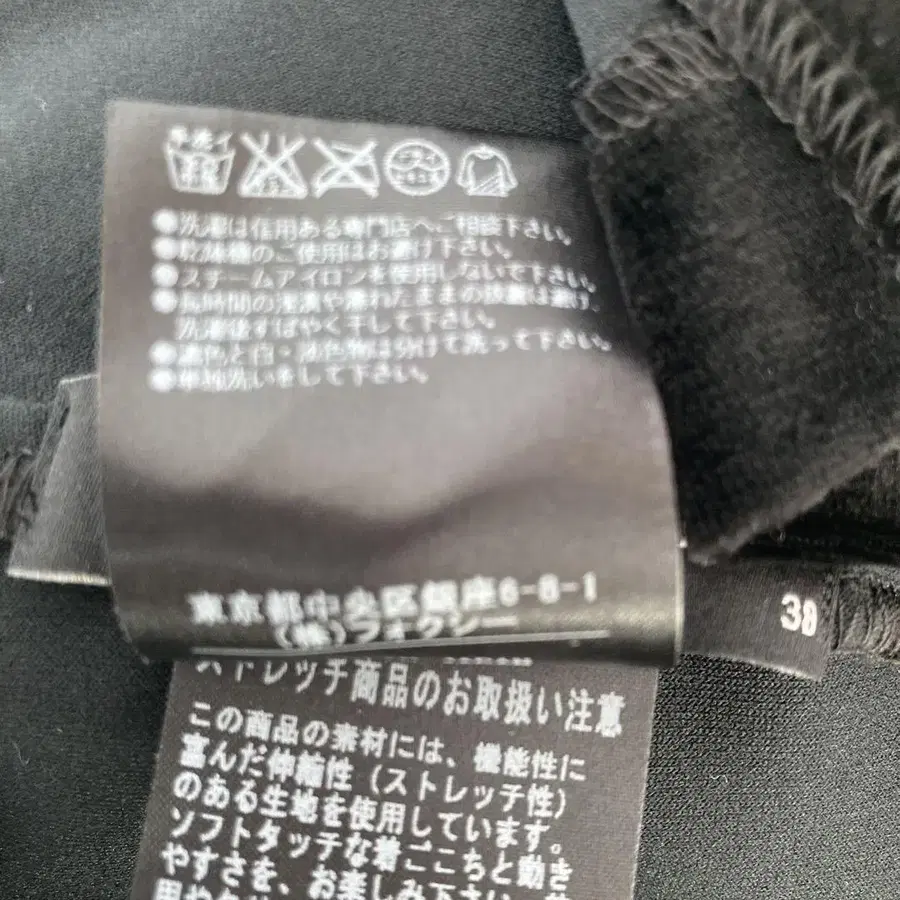 手洗イ
●洗濯は信用ある専門店へご相談下さい。
●乾燥機のご使用はお避け下さい。
●スチームアイロンを使用しないで下さい。
●長時間の浸漬や濡れたままの放置は避け、
洗濯後すばやく干して下さい。
●濃色と白・淡色物は分けて洗って下さい。
●単独洗いをして下さい。
東京都中央区銀座6-8-1
(株)フォクシー
38
ストレッチ商品のお取扱い注意
この商品の素材には、機能性に
富んだ伸縮性(ストレッチ性)
のある生地を使用しています。
ソフトタッチな着ごこちと動き
やすさを、お楽しみ下さい。